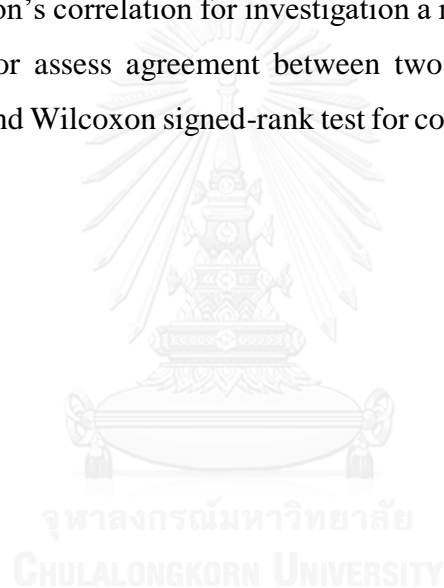 on's correlation for investigation a
or assess agreement between two
nd Wilcoxon signed-rank test for co
จุฬาลงกรณ์มหาวิทยาลัย
CHULALONGKORN UNIVERSITY